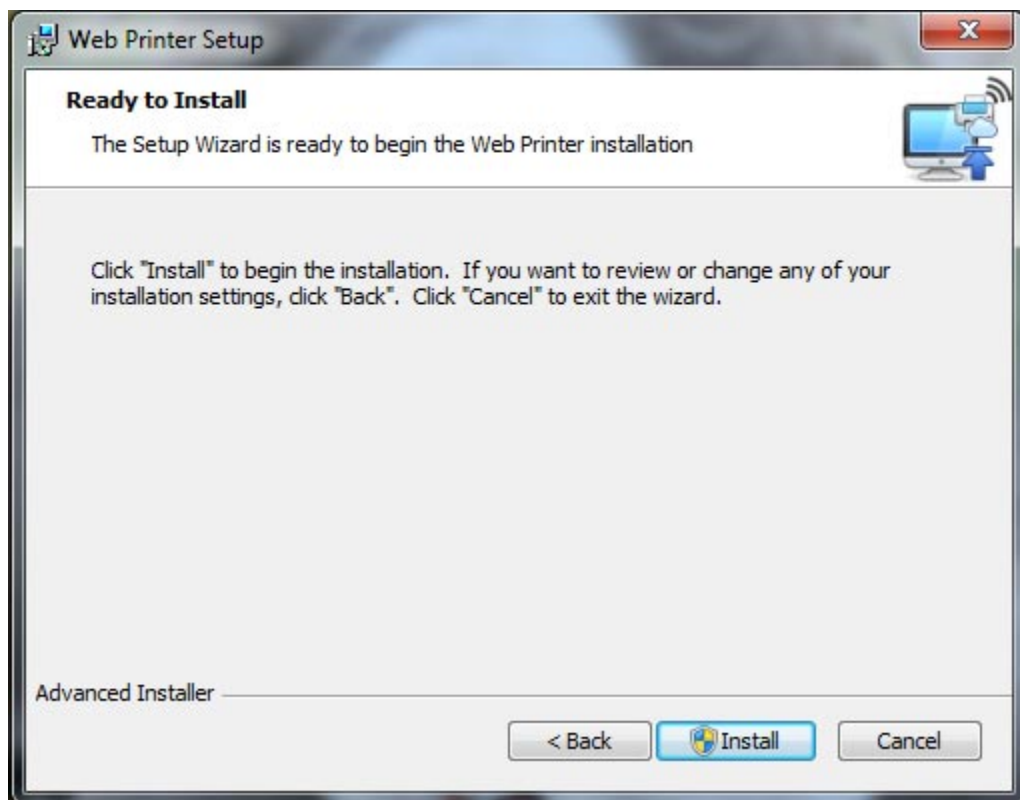 Web Printer Setup
Ready to Install
The Setup Wizard is ready to begin the Web Printer installation
Click "Install" to begin the installation.  If you want to review or change any of your
installation settings, click "Back".  Click "Cancel" to exit the wizard.
Advanced Installer
< Back
Install
Cancel